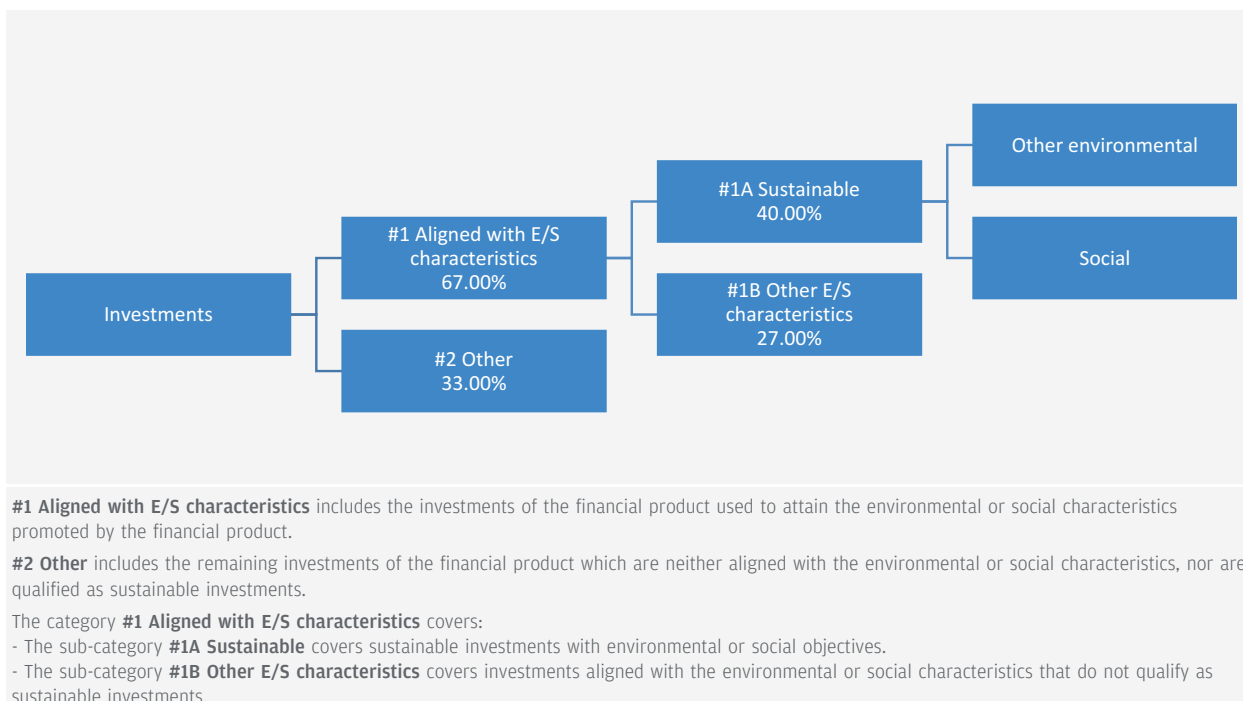 Other environmental
#1A Sustainable
40.00%
#1 Aligned with E/S
characteristics
67.00%
Social
#1B Other E/S
characteristics
27.00%
Investments
#2 Other
33.00%
#1 Aligned with E/S characteristics includes the investments of the financial product used to attain the environmental or social characteristics
promoted by the financial product.
#2 Other includes the remaining investments of the financial product which are neither aligned with the environmental or social characteristics, nor are
qualified as sustainable investments.
The category #1 Aligned with E/S characteristics covers:
- The sub-category #1A Sustainable covers sustainable investments with environmental or social objectives.
- The sub-category #1B Other E/S characteristics covers investments aligned with the environmental or social characteristics that do not qualify as
sustainable investments